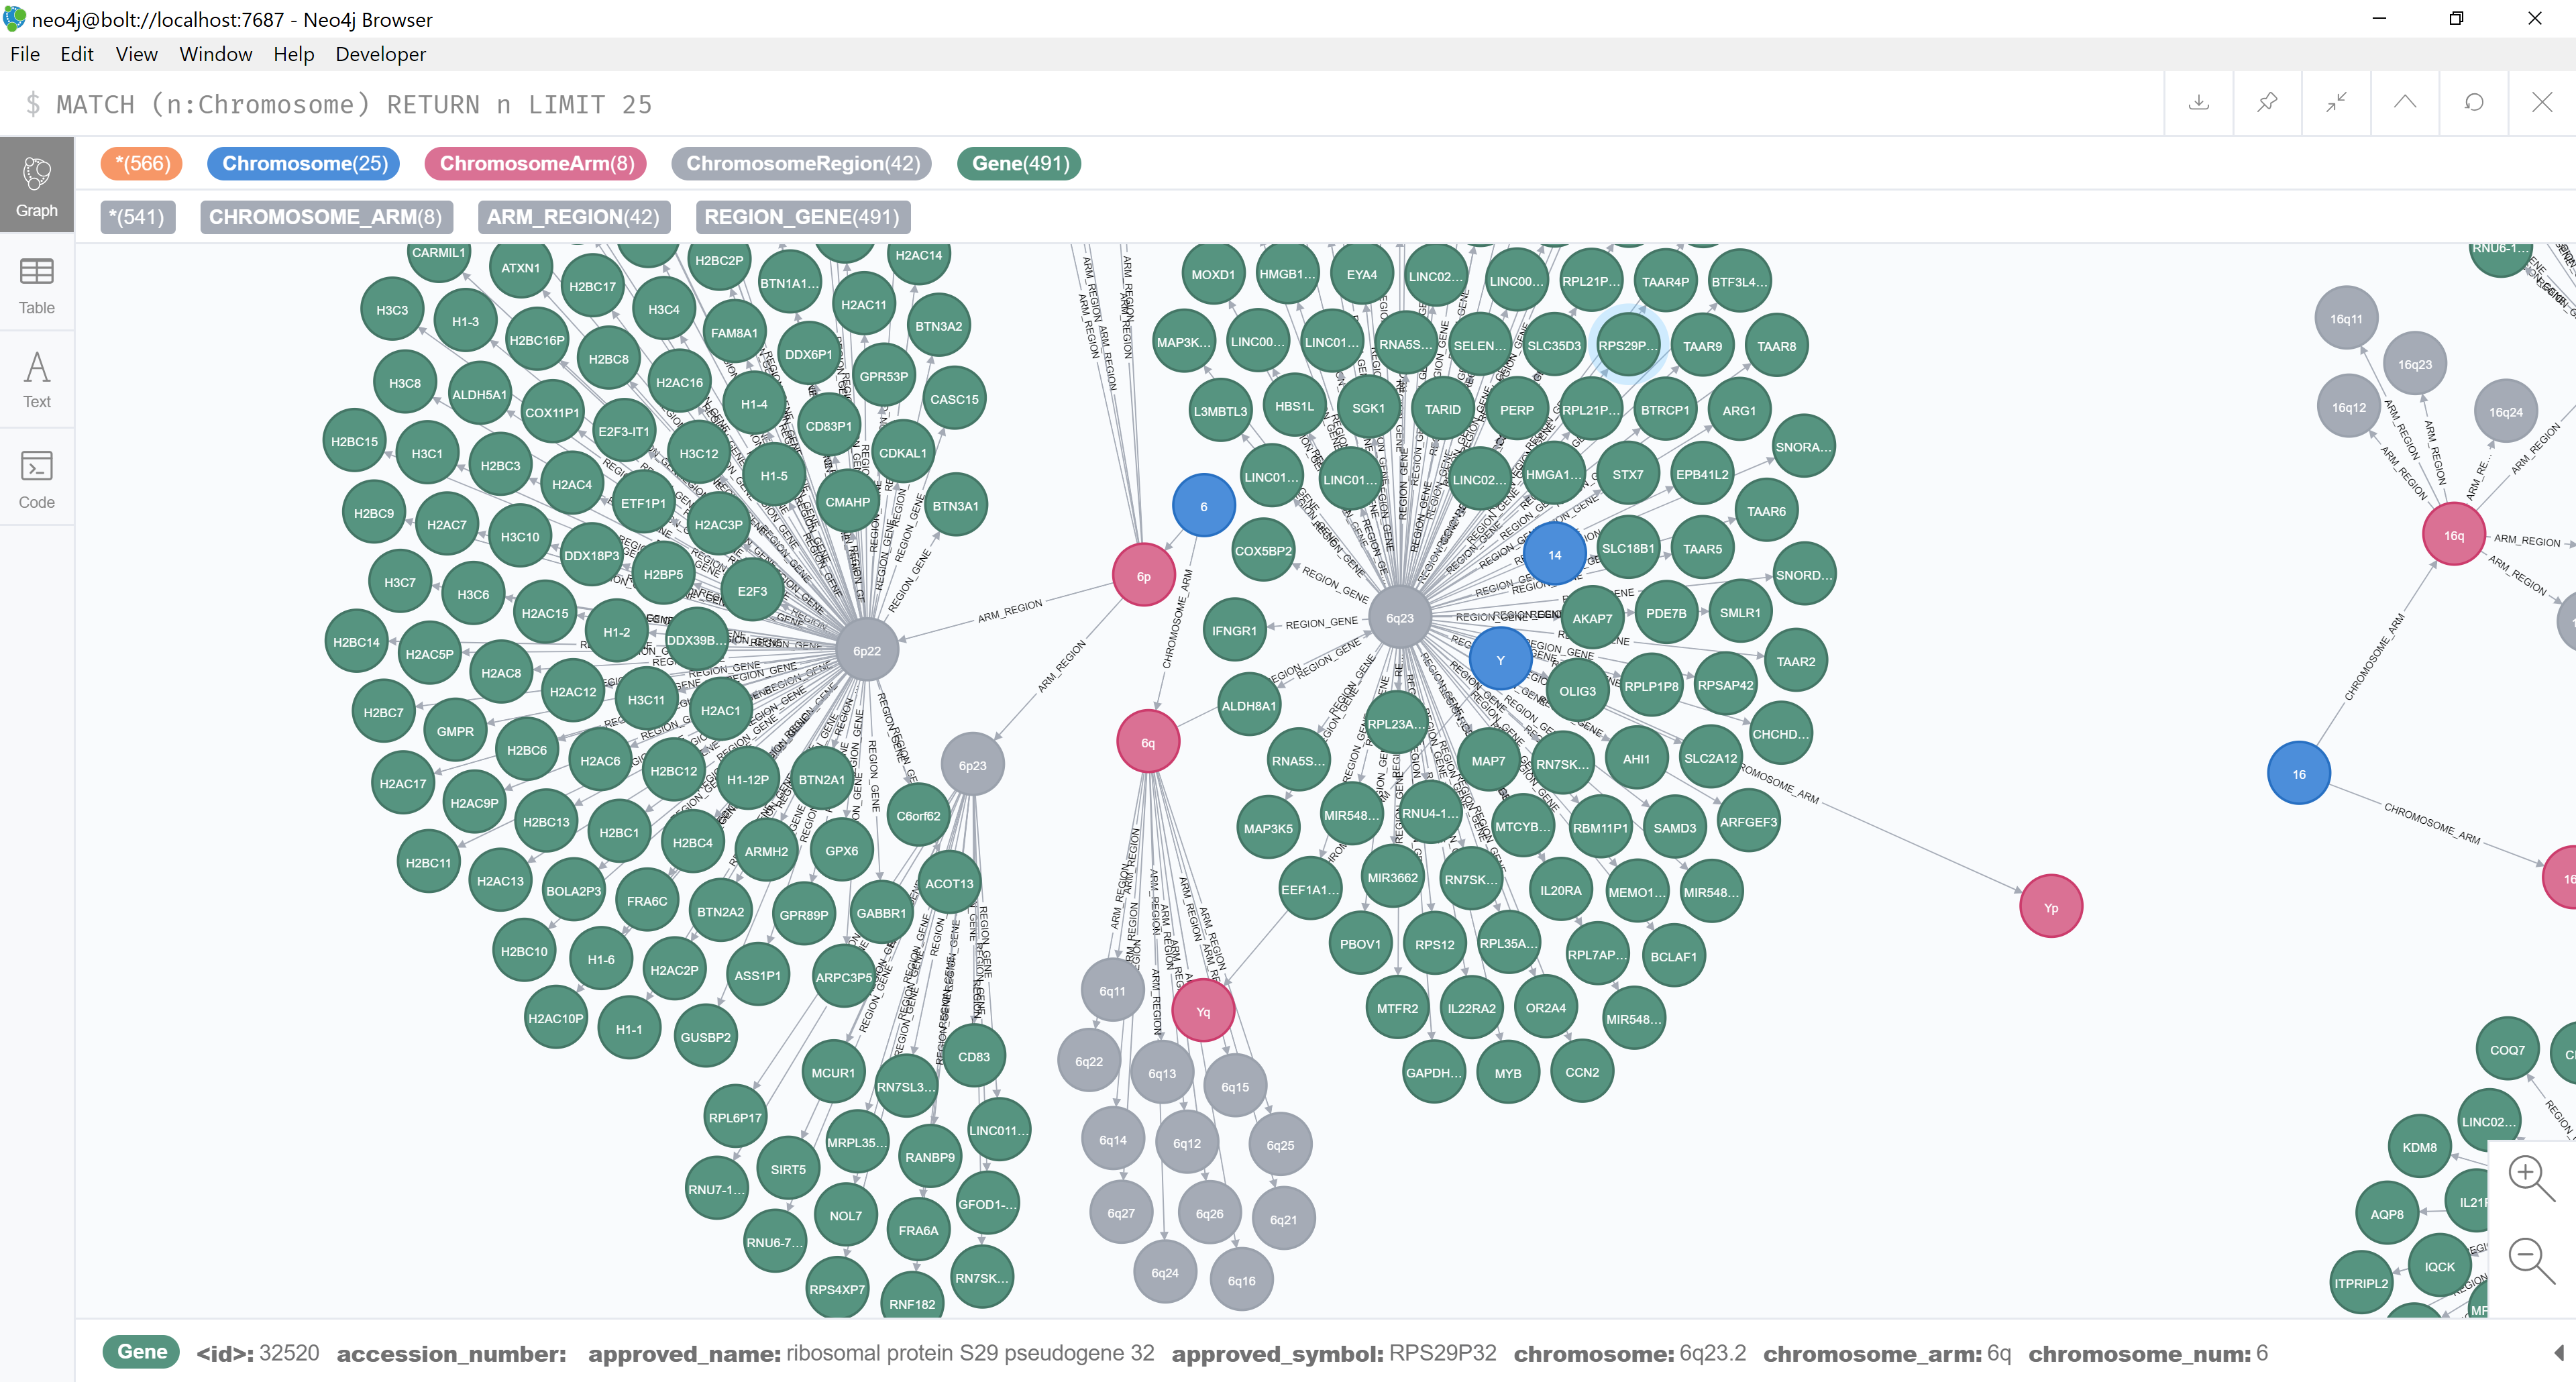 neo4j@bolt://localhost:7687 - Neo4j Browser
File Edit View Window Help Developer
$ MATCH (n:Chromosome) RETURN n LIMIT 25
*(566) Chromosome(25) ChromosomeArm(8) ChromosomeRegion(42) Gene(491)
*(541) CHROMOSOME_ARM(8) ARM_REGION(42) REGION_GENE(491)
Graph
Table
Text
Code
CARMIL1 ATXN1 H2BC17 H2BC2P BTN1A1... H2AC14
H3C3 H1-3 H2BC16P H2BC8 H3C4 FAM8A1 DDX6P1 H2AC11 BTN3A2
H3C8 ALDH5A1 COX11P1 E2F3-IT1 H2AC16 H1-4 CD83P1 GPR53P CASC15
H2BC15 H3C1 H2BC3 H2AC4 ETF1P1 H3C12 H1-5 CMAHP CDKAL1 BTN3A1
H2BC9 H2AC7 H3C10 DDX18P3 H2BP5 H2AC3P E2F3
H3C7 H3C6 H2AC15 H1-2 DDX39B... 6p22
H2BC14 H2AC5P H2AC8 H2AC12 H3C11 H2AC1
H2BC7 GMPR H2BC6 H2AC6 H2BC12 H1-12P BTN2A1 C6orf62
H2AC17 H2AC9P H2BC13 H2BC1 H2BC4 ARMH2 GPX6 ACOT13
H2BC11 H2AC13 BOLA2P3 FRA6C BTN2A2 GPR89P GABBR1
H2BC10 H1-6 H2AC2P ASS1P1 ARPC3P5
H2AC10P H1-1 GUSBP2
6 6p 6q 6p23
ARM_REGION
ARM_REGION
CHROMOSOME_ARM
MCUR1 RN7SL3... CD83
RPL6P17 MRPL35... LINC011...
RNU7-1... SIRT5 RANBP9
RNU6-7... NOL7 FRA6A GFOD1-...
RPS4XP7 RNF182 RN7SK...
6q11 Yq
6q22 6q13 6q15
6q14 6q12 6q25
6q27 6q26 6q21
6q24 6q16
MOXD1 HMGB1... EYA4 LINC02... LINC00... RPL21P... TAAR4P BTF3L4...
MAP3K... LINC00... LINC01... RNA5S... SELEN... SLC35D3 RPS29P... TAAR9 TAAR8
L3MBTL3 HBS1L SGK1 TARID PERP RPL21P... BTRCP1 ARG1
LINC01... LINC01... LINC02... HMGA1... STX7 EPB41L2 SNORA...
COX5BP2 14 SLC18B1 TAAR5 TAAR6
IFNGR1 REGION_GENE 6q23 AKAP7 PDE7B SMLR1 SNORD...
ALDH8A1 Y OLIG3 RPLP1P8 RPSAP42 TAAR2
RNA5S... RPL23A... MAP7 RN7SK... AHI1 SLC2A12 CHCHD...
MAP3K5 MIR548... RNU4-1... MTCYB... RBM11P1 SAMD3 ARFGEF3
EEF1A1... MIR3662 RN7SK... IL20RA MEMO1... MIR548...
PBOV1 RPS12 RPL35A... RPL7AP... BCLAF1
MTFR2 IL22RA2 OR2A4 MIR548...
GAPDH... MYB CCN2
Yp
RNU6-1...
16q11
16q23
16q12 16q24
16q ARM_REGION
CHROMOSOME_ARM
16
CHROMOSOME_ARM
COQ7
LINC02...
KDM8
AQP8
IQCK
ITPRIPL2
Gene <id>: 32520 accession_number: approved_name: ribosomal protein S29 pseudogene 32 approved_symbol: RPS29P32 chromosome: 6q23.2 chromosome_arm: 6q chromosome_num: 6